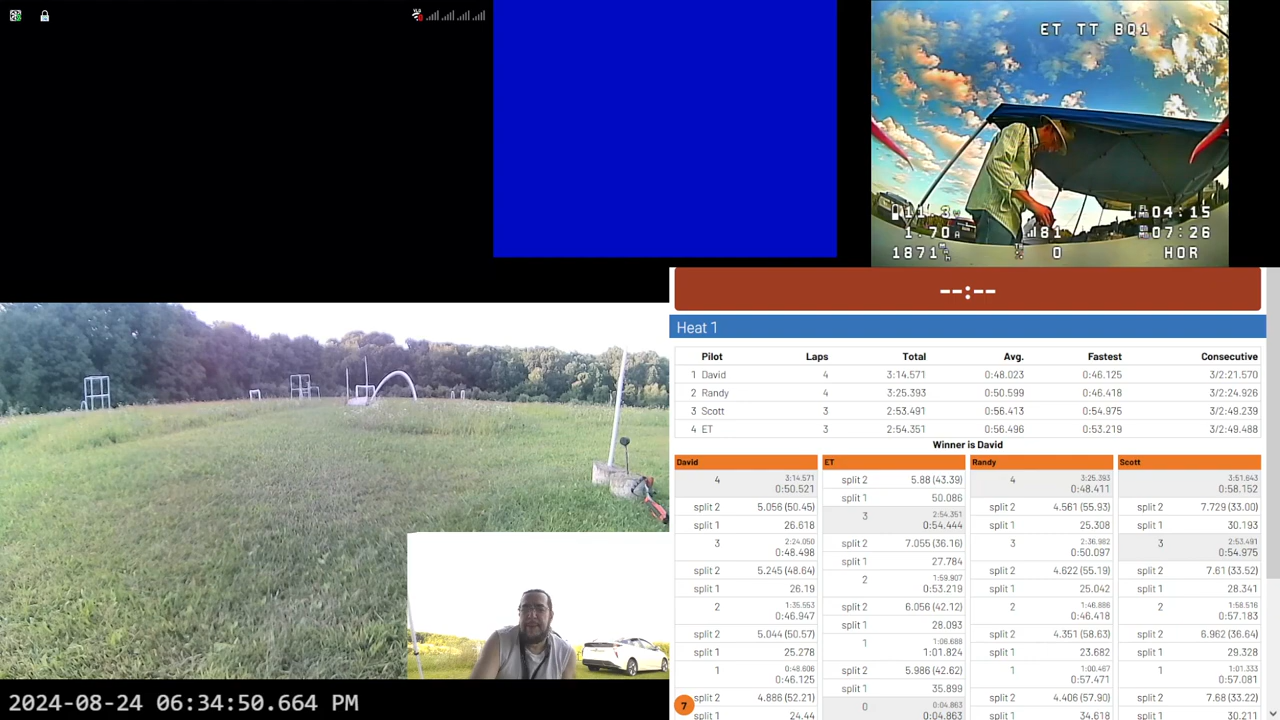 ET TT BQ1
11.3V
04:15
1.70A
81
07:26
1871
0
HOR
--:--
Heat 1
Pilot Laps Total Avg. Fastest Consecutive
1 David 4 3:14.571 0:48.023 0:46.125 3/2:21.570
2 Randy 4 3:25.393 0:50.599 0:46.418 3/2:24.926
3 Scott 3 2:53.491 0:56.413 0:54.975 3/2:49.239
4 ET 3 2:54.351 0:56.496 0:53.219 3/2:49.488
Winner is David
David
4 3:14.571
0:50.521
split 2 5.056 (50.45)
split 1 26.618
3 2:24.050
0:48.498
split 2 5.245 (48.64)
split 1 26.19
2 1:35.553
0:46.947
split 2 5.044 (50.57)
split 1 25.278
1 0:48.606
0:46.125
split 2 4.886 (52.21)
split 1 24.44
7
ET
split 2 5.88 (43.39)
split 1 50.086
3 2:54.351
0:54.444
split 2 7.055 (36.16)
split 1 27.784
2 1:59.907
0:53.219
split 2 6.056 (42.12)
split 1 28.093
1 1:06.688
1:01.824
split 2 5.986 (42.62)
split 1 35.899
0 0:04.863
0:04.863
Randy
4 3:25.393
0:48.411
split 2 4.561 (55.93)
split 1 25.308
3 2:36.982
0:50.097
split 2 4.622 (55.19)
split 1 25.042
2 1:46.886
0:46.418
split 2 4.351 (58.63)
split 1 23.682
1 1:00.467
0:57.471
split 2 4.406 (57.90)
split 1 34.618
Scott
3:51.643
0:58.152
split 2 7.729 (33.00)
split 1 30.193
3 2:53.491
0:54.975
split 2 7.61 (33.52)
split 1 28.341
2 1:58.516
0:57.183
split 2 6.962 (36.64)
split 1 29.328
1 1:01.333
0:57.081
split 2 7.68 (33.22)
split 1 30.211
2024-08-24 06:34:50.664 PM